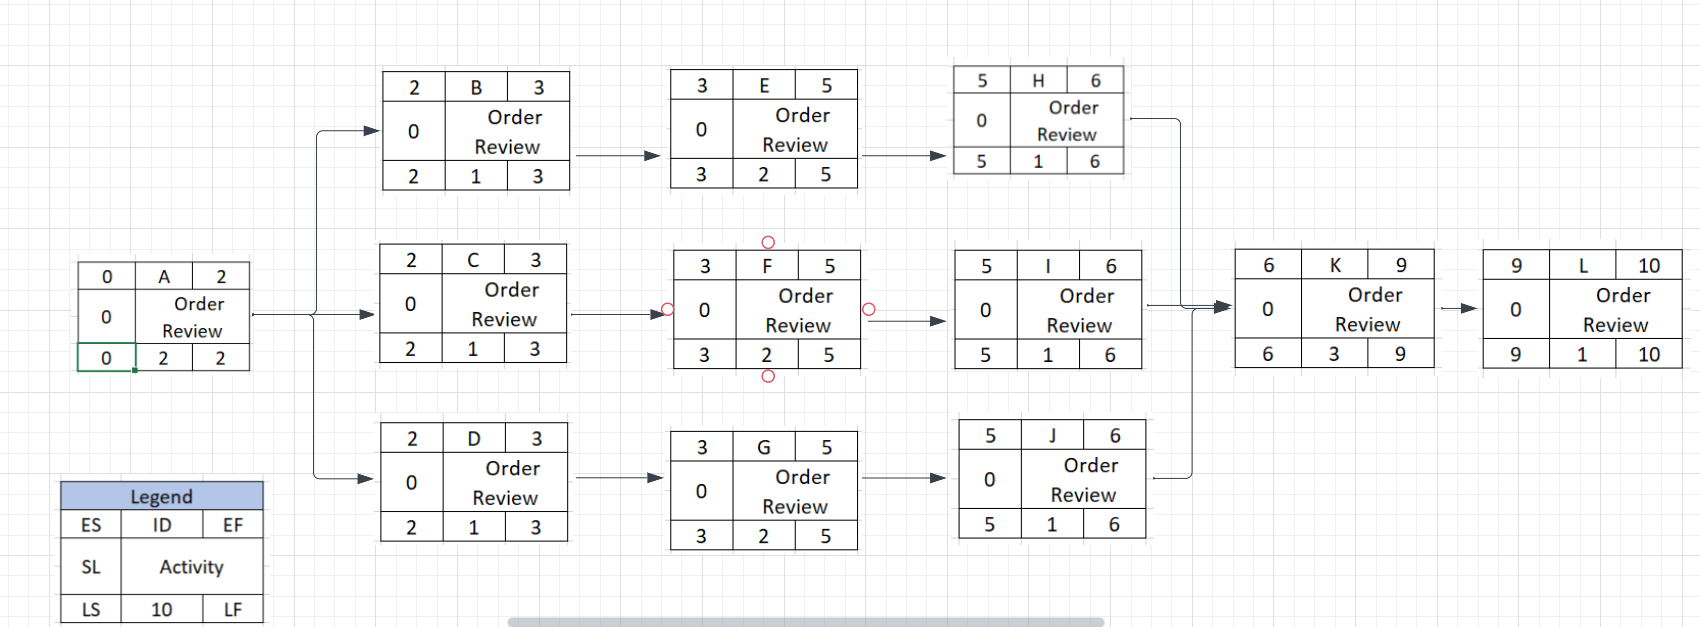 2 B 3
0 Order
Review
2 1 3
3 E 5
0 Order
Review
3 2 5
5 H 6
0 Order
Review
5 1 6
0 A 2
0 Order
Review
0 2 2
2 C 3
0 Order
Review
2 1 3
3 F 5
0 Order
Review
3 2 5
5 I 6
0 Order
Review
5 1 6
6 K 9
0 Order
Review
6 3 9
9 L 10
0 Order
Review
9 1 10
2 D 3
0 Order
Review
2 1 3
3 G 5
0 Order
Review
3 2 5
5 J 6
0 Order
Review
5 1 6
Legend
ES ID EF
SL Activity
LS 10 LF